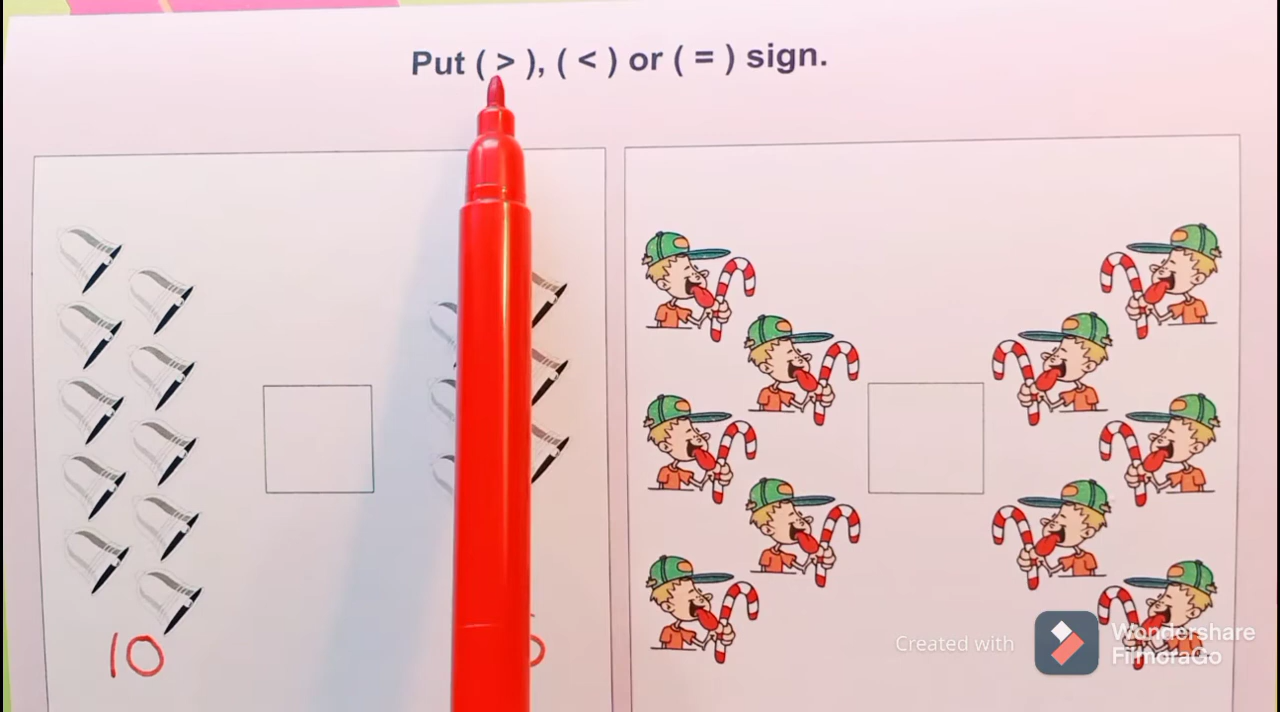 Put ( > ), ( < ) or ( = ) sign.
10
Created with
Wondershare
FilmoraGo